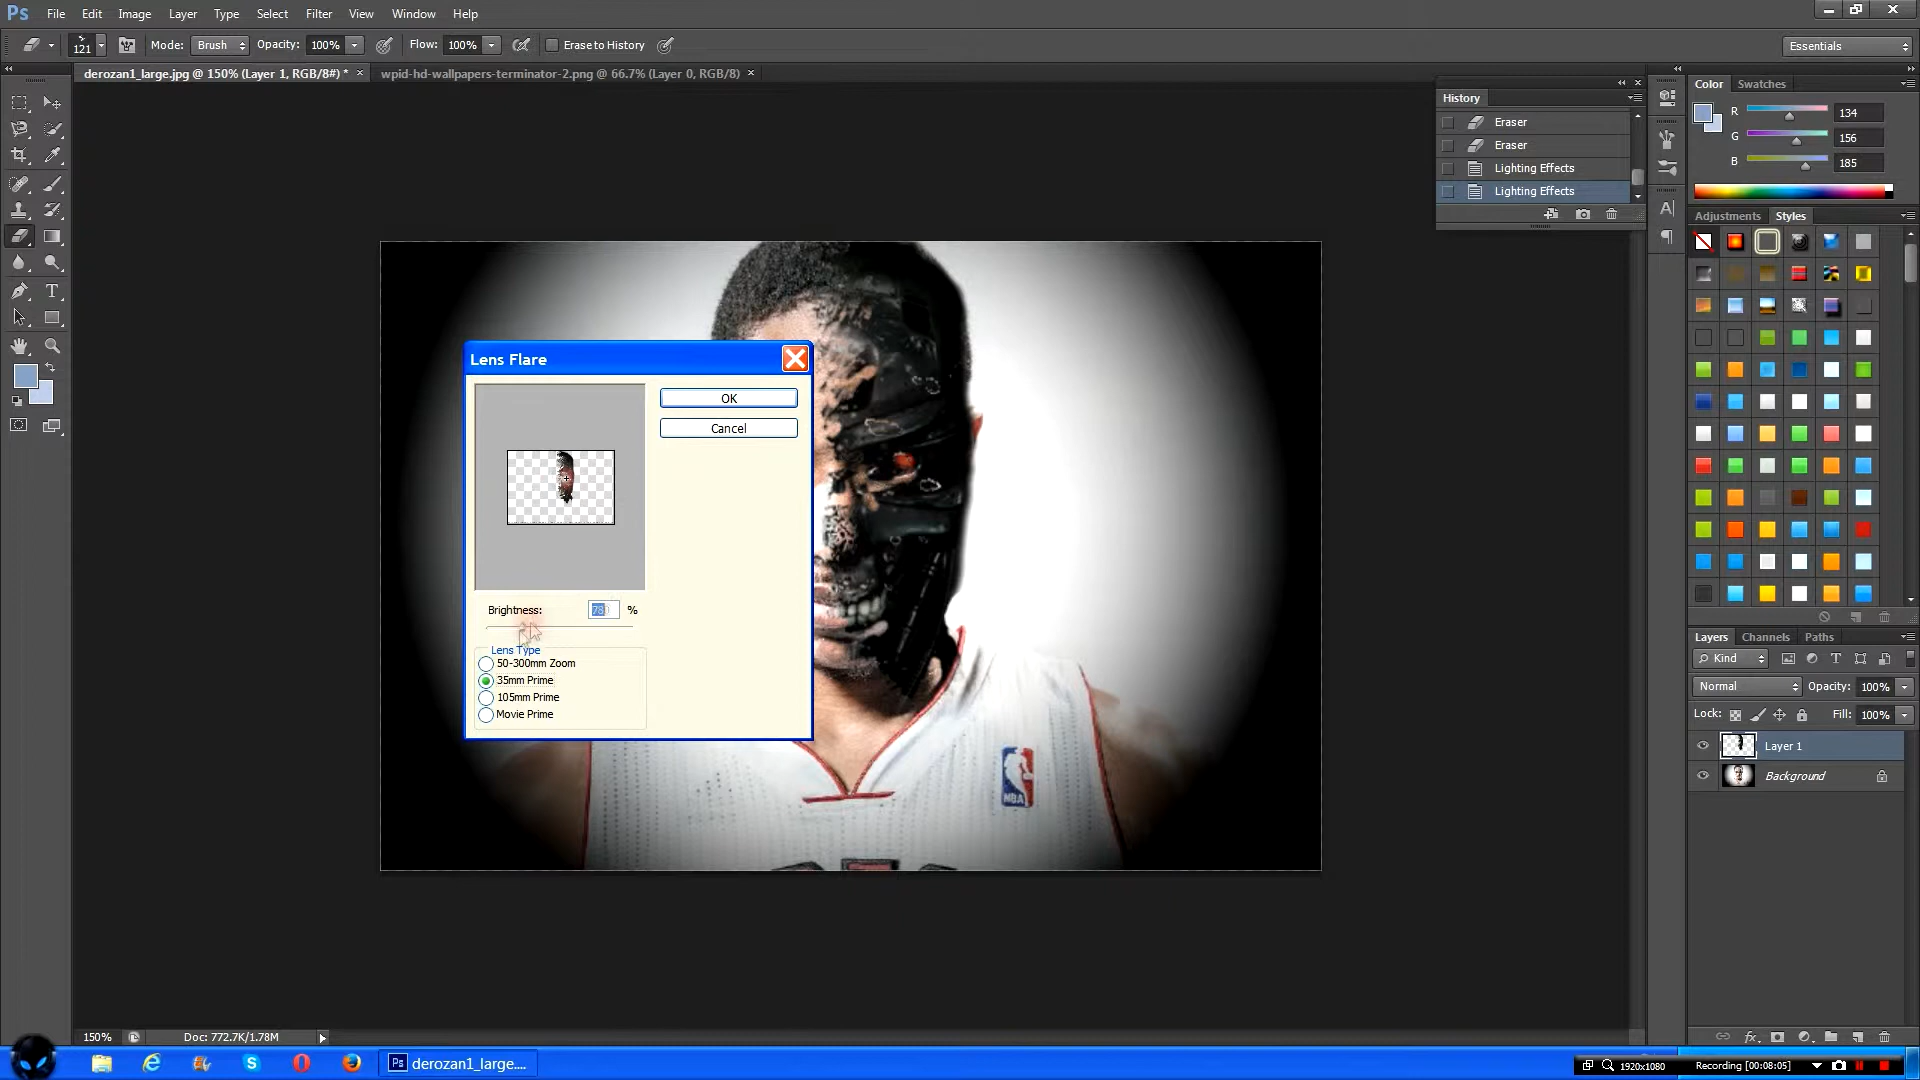 Ps File Edit Image Layer Type Select Filter View Window Help
121 Mode: Brush Opacity: 100% Flow: 100% Erase to History Essentials
derozan1_large.jpg @ 150% (Layer 1, RGB/8#) * × wpid-hd-wallpapers-terminator-2.png @ 66.7% (Layer 0, RGB/8) ×
History
Eraser
Eraser
Lighting Effects
Lighting Effects
Color Swatches
R 134
G 156
B 185
Adjustments Styles
Lens Flare
OK
Cancel
Brightness: %
Lens Type
50-300mm Zoom
35mm Prime
105mm Prime
Movie Prime
NBA
Layers Channels Paths
Kind
Normal Opacity: 100%
Lock: Fill: 100%
Layer 1
Background
150% Doc: 772.7K/1.78M
Ps derozan1_large....
1920x1080 Recording [00:08:05]